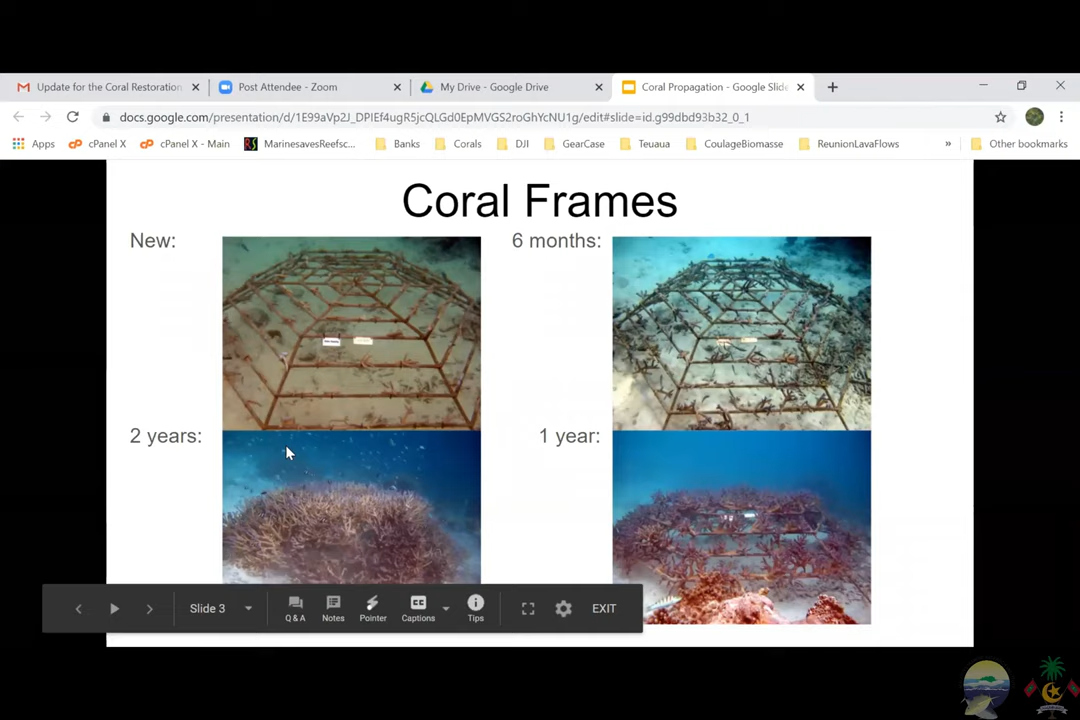 Update for the Coral Restoration
Post Attendee - Zoom
My Drive - Google Drive
Coral Propagation - Google Slide
docs.google.com/presentation/d/1E99aVp2J_DPIEf4ugR5jcQLGd0EpMVGS2roGhYcNU1g/edit#slide=id.g99dbd93b32_0_1
Apps
cPanel X
cPanel X - Main
MarinesavesReefsc...
Banks
Corals
DJI
GearCase
Teuaua
CoulageBiomasse
ReunionLavaFlows
»
Other bookmarks
Coral Frames
New:
6 months:
2 years:
1 year:
Slide 3
Q & A
Notes
Pointer
Captions
Tips
EXIT